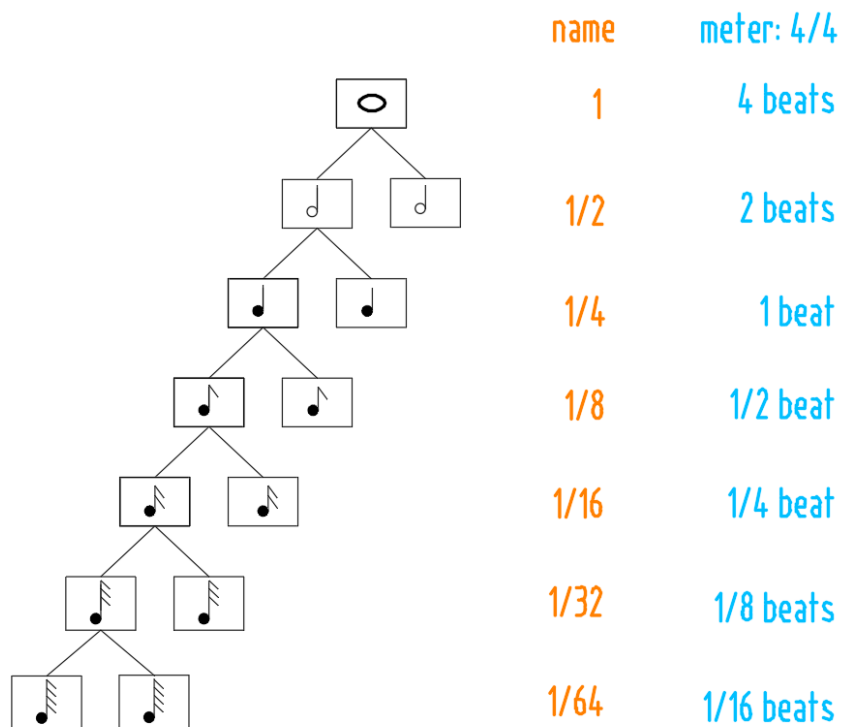 name meter: 4/4
1 4 beats
1/2 2 beats
1/4 1 beat
1/8 1/2 beat
1/16 1/4 beat
1/32 1/8 beats
1/64 1/16 beats